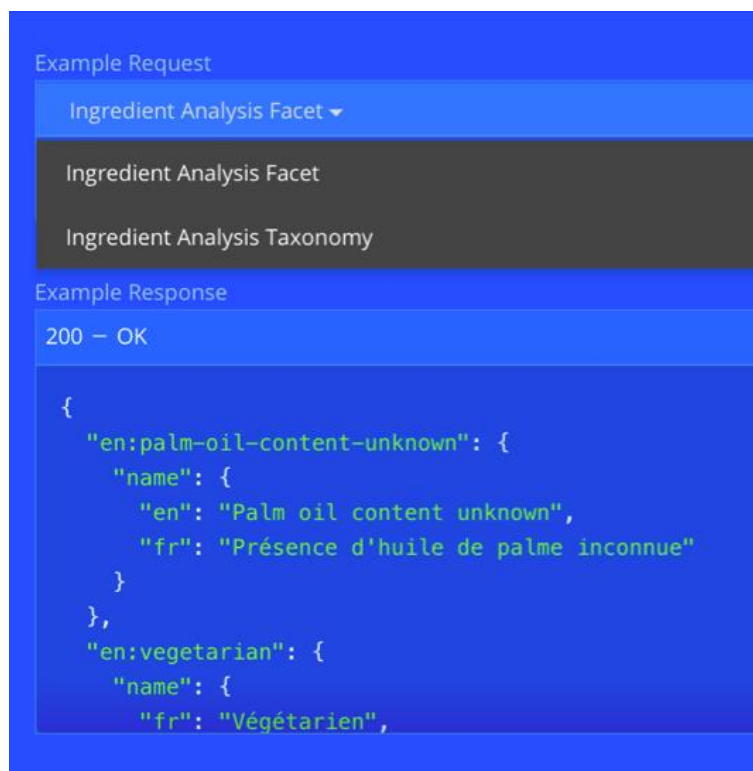 Example Request
Ingredient Analysis Facet
Ingredient Analysis Facet
Ingredient Analysis Taxonomy
Example Response
200 — OK
{
"en:palm-oil-content-unknown": {
"name": {
"en": "Palm oil content unknown",
"fr": "Présence d'huile de palme inconnue"
}
},
"en:vegetarian": {
"name": {
"fr": "Végétarien",